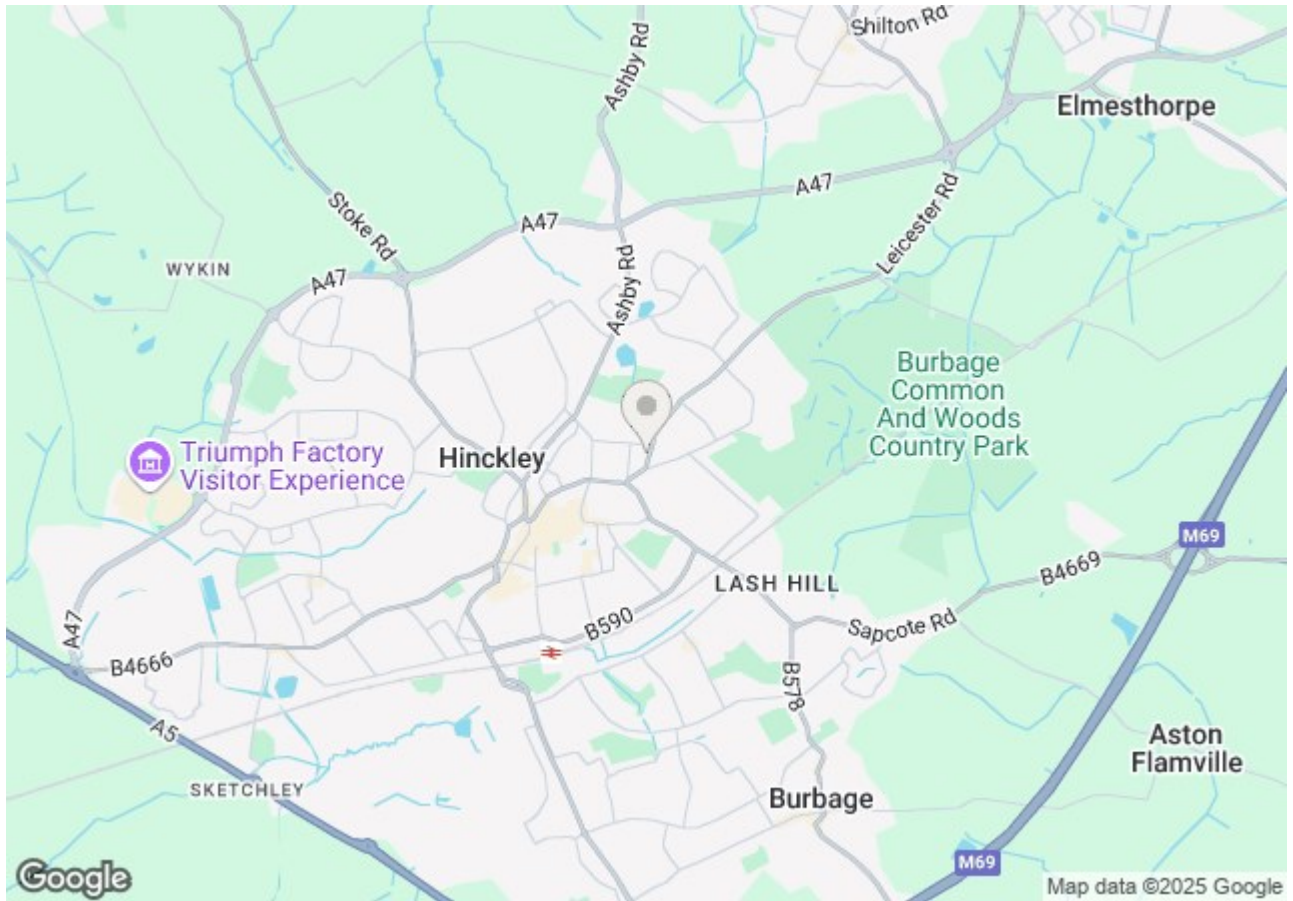 Shilton Rd
Ashby Rd
Elmesthorpe
A47
Leicester Rd
Stoke Rd
A47
WYKIN
A47
Ashby Rd
Burbage
Common
And Woods
Country Park
Triumph Factory
Visitor Experience
Hinckley
M69
LASH HILL
B4669
B590
Sapcote Rd
A47
B4666
B578
A5
Aston
Flamville
SKETCHLEY
Burbage
M69
Google
Map data ©2025 Google